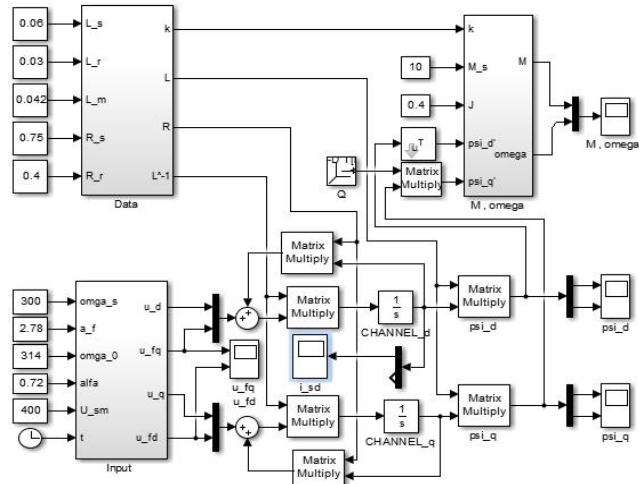 0.06
L_s
k
0.03
L_r
L
0.042
L_m
R
0.75
R_s
0.4
R_r
L^-1
Data
k
10
M_s
M
0.4
J
psi_d'
omega
psi_q'
M , omega
M , omega
u
T
Matrix
Multiply
Q
Matrix
Multiply
Matrix
Multiply
1
s
CHANNEL_d
Matrix
Multiply
psi_d
psi_d
300
omga_s
u_d
2.78
a_f
u_fq
314
omga_0
0.72
alfa
u_q
400
U_sm
t
u_fd
Input
u_fq
u_fd
i_sd
Matrix
Multiply
1
s
CHANNEL_q
Matrix
Multiply
psi_q
psi_q
Matrix
Multiply